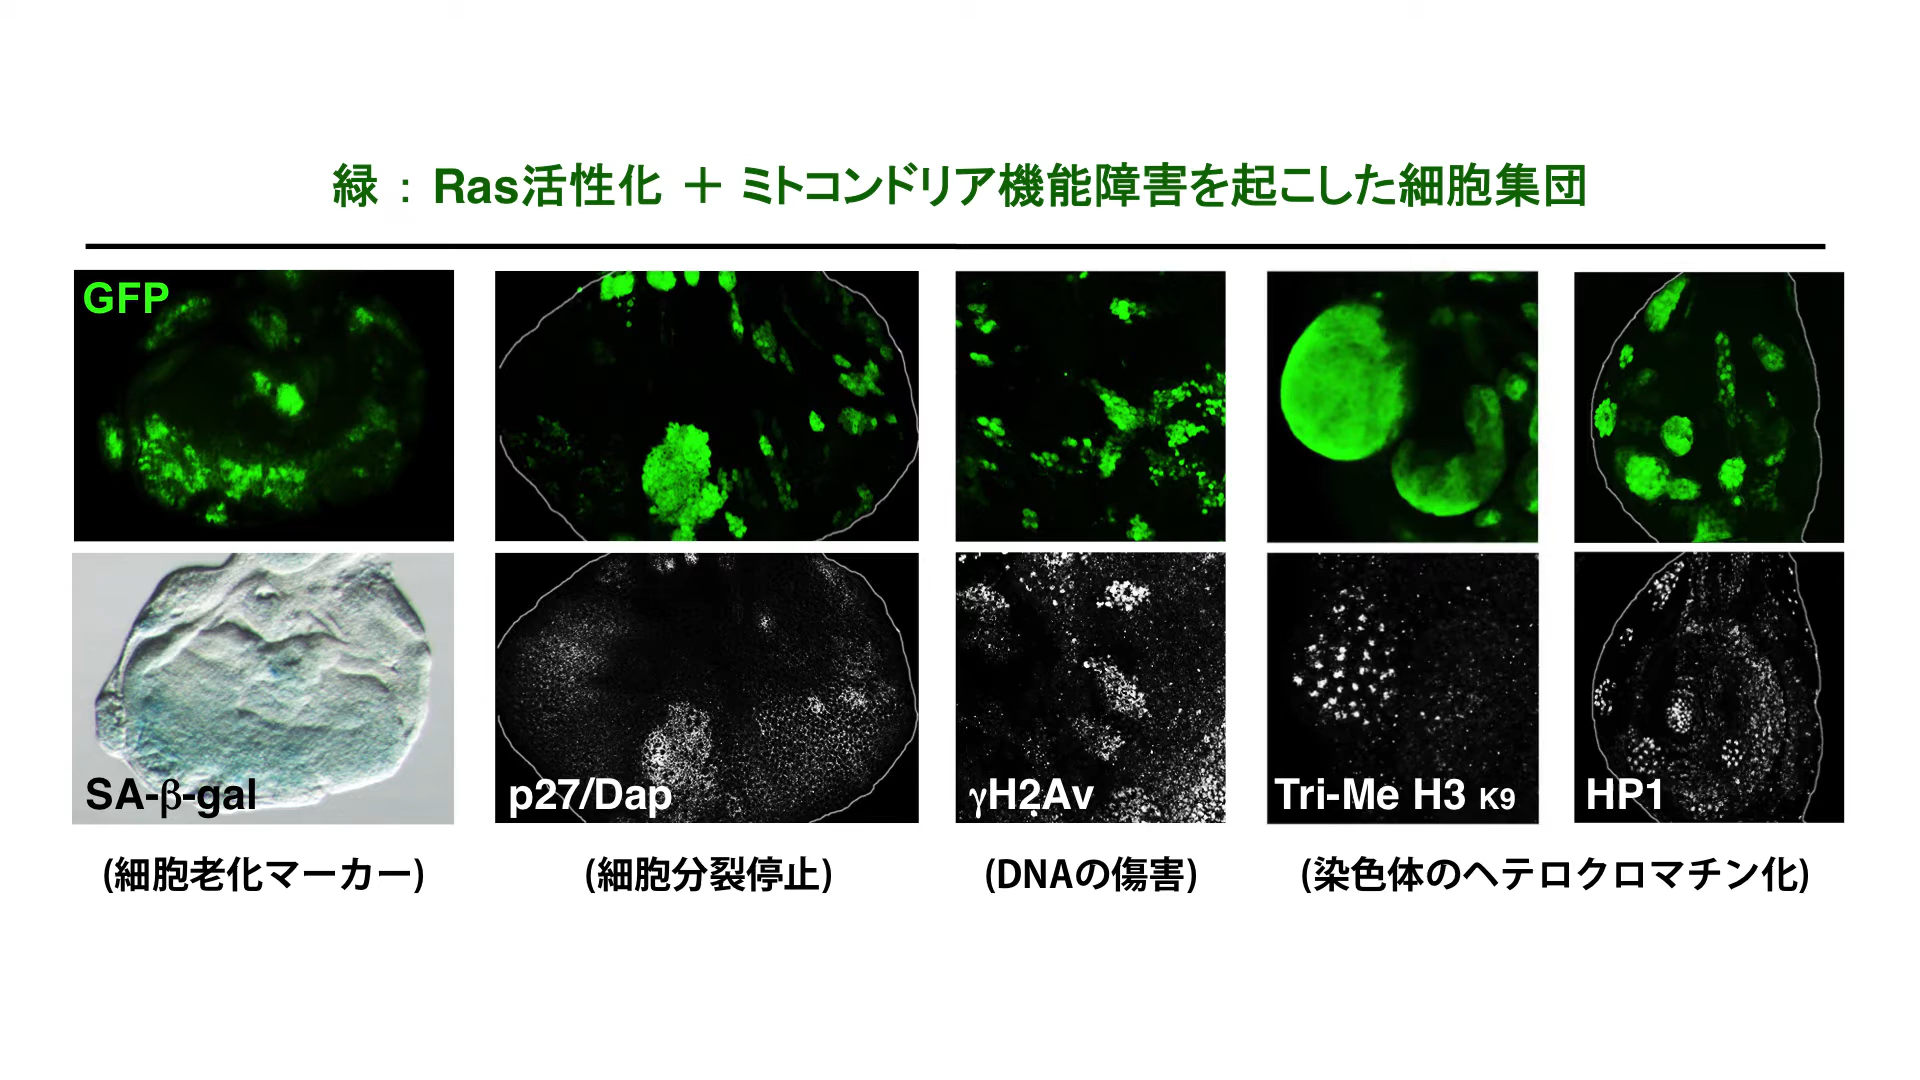 緑：Ras活性化 ＋ ミトコンドリア機能障害を起こした細胞集団
GFP
SA-β-gal
p27/Dap
γH2Av
Tri-Me H3 K9
HP1
(細胞老化マーカー)
(細胞分裂停止)
(DNAの傷害)
(染色体のヘテロクロマチン化)